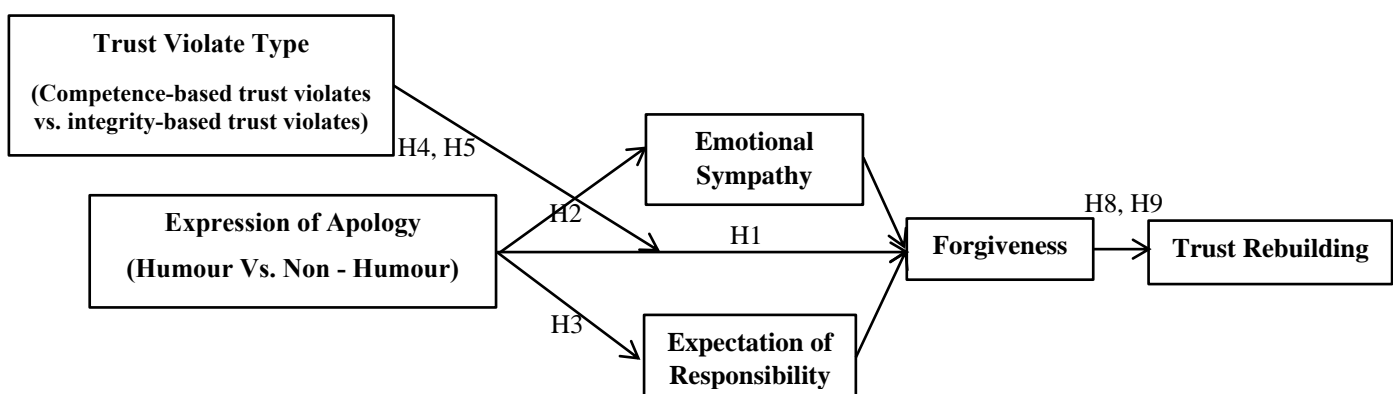 Trust Violate Type
(Competence-based trust violates
vs. integrity-based trust violates)
H4, H5
Emotional
Sympathy
Expression of Apology
(Humour Vs. Non - Humour)
H2
H1
H3
Expectation of
Responsibility
Forgiveness
H8, H9
Trust Rebuilding